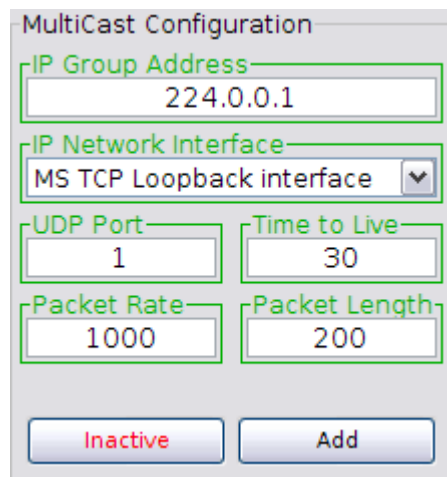 MultiCast Configuration
IP Group Address
224.0.0.1
IP Network Interface
MS TCP Loopback interface
UDP Port Time to Live
1 30
Packet Rate Packet Length
1000 200
Inactive Add